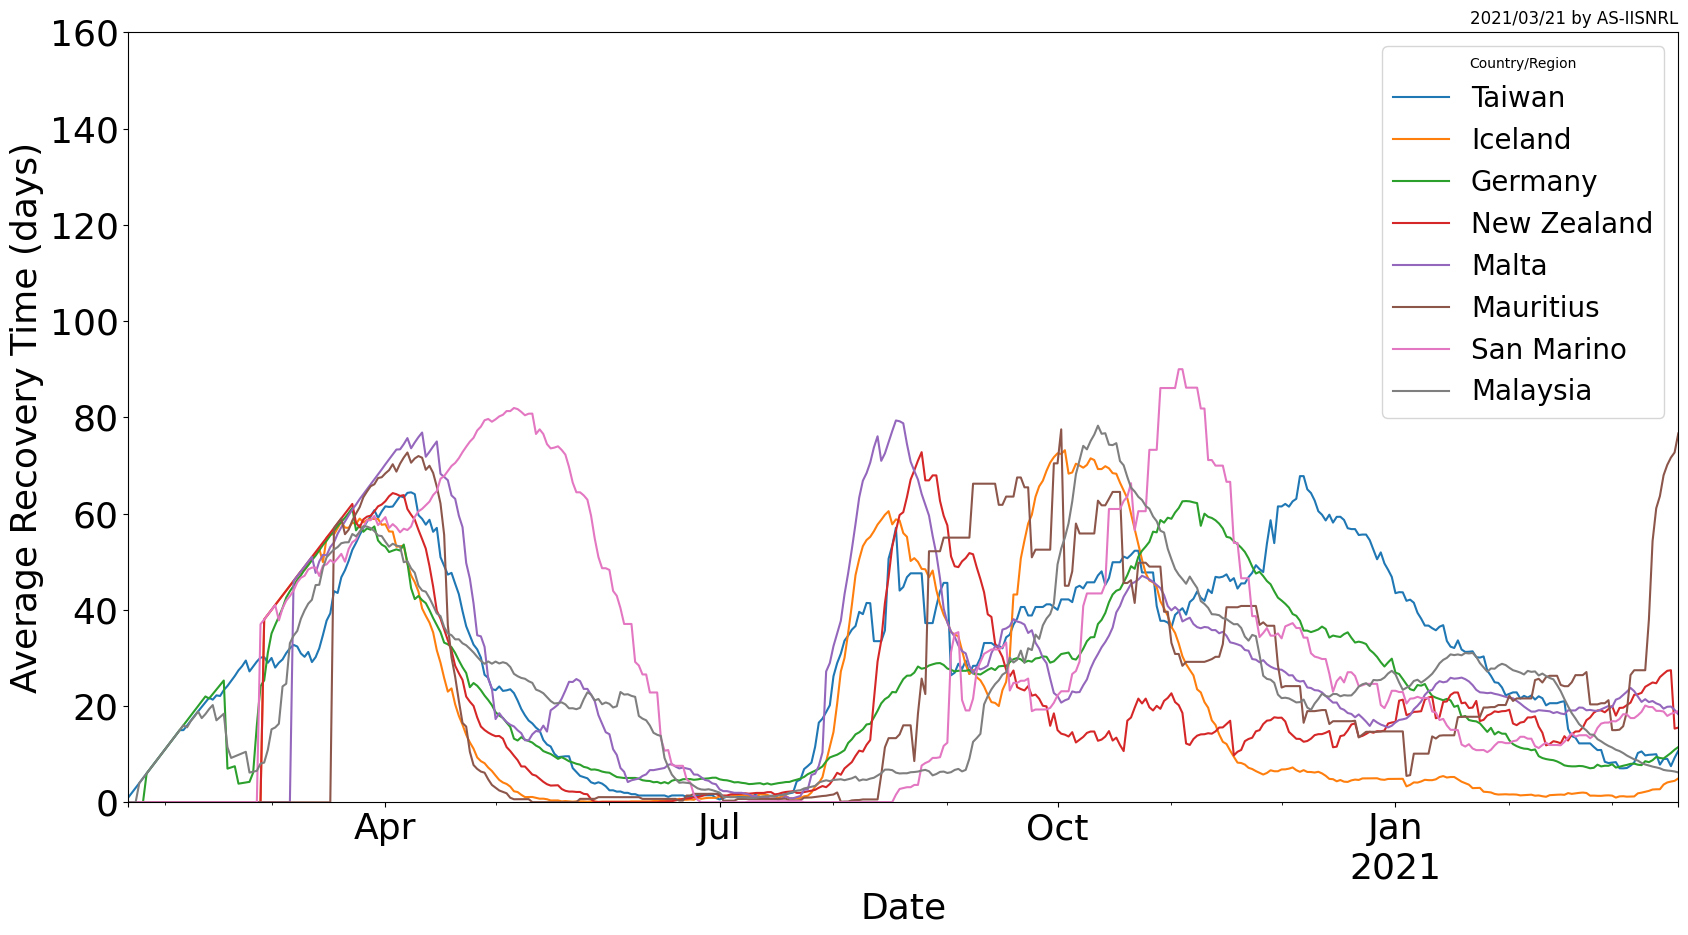 2021/03/21 by AS-IISNRL
Average Recovery Time (days)
160
140
120
100
80
60
40
20
0
Country/Region
Taiwan
Iceland
Germany
New Zealand
Malta
Mauritius
San Marino
Malaysia
Apr
Jul
Oct
Jan
2021
Date